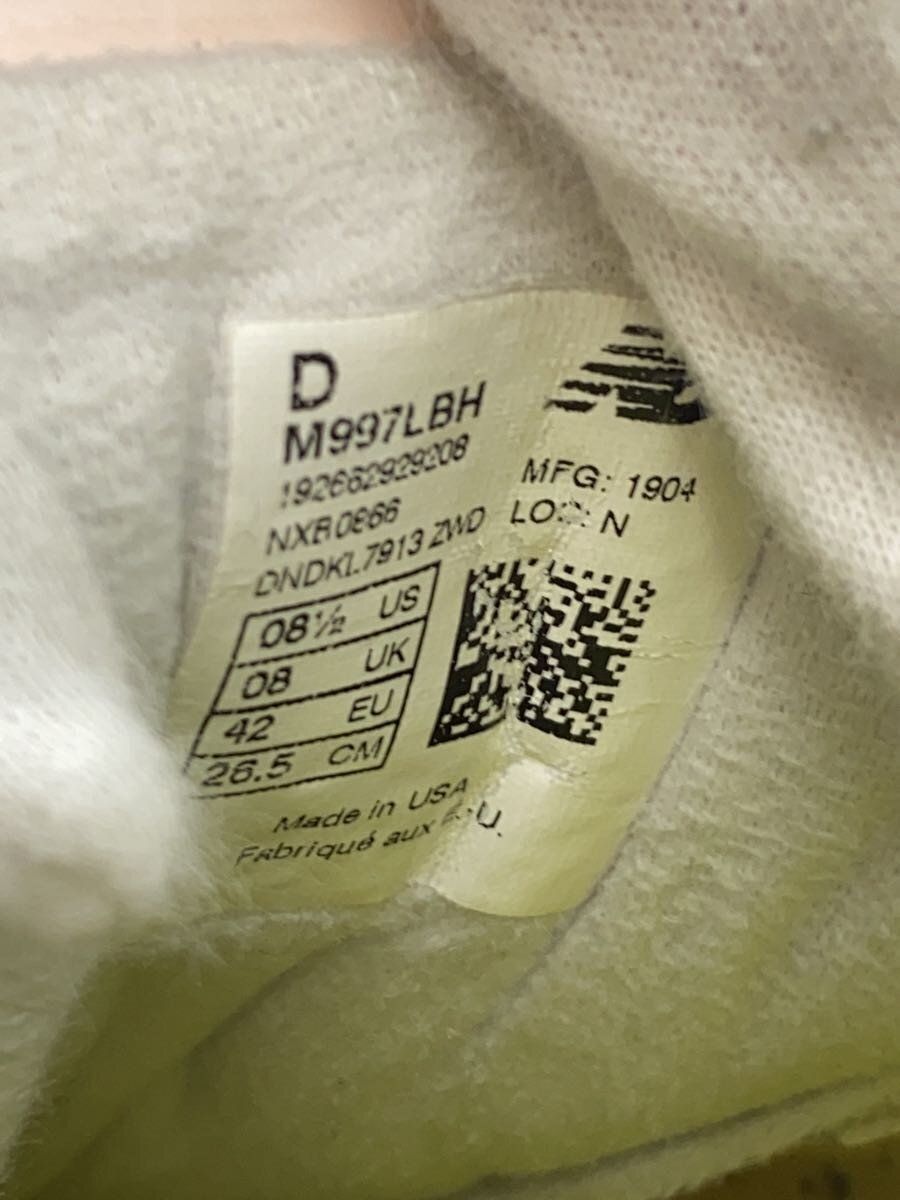 D
M997LBH
192662929208
NXB0866
DNDKL7913 ZWD
MFG: 1904
LOC: N
08½ US
08 UK
42 EU
26.5 CM
Made in USA
Fabriqué aux É.-U.